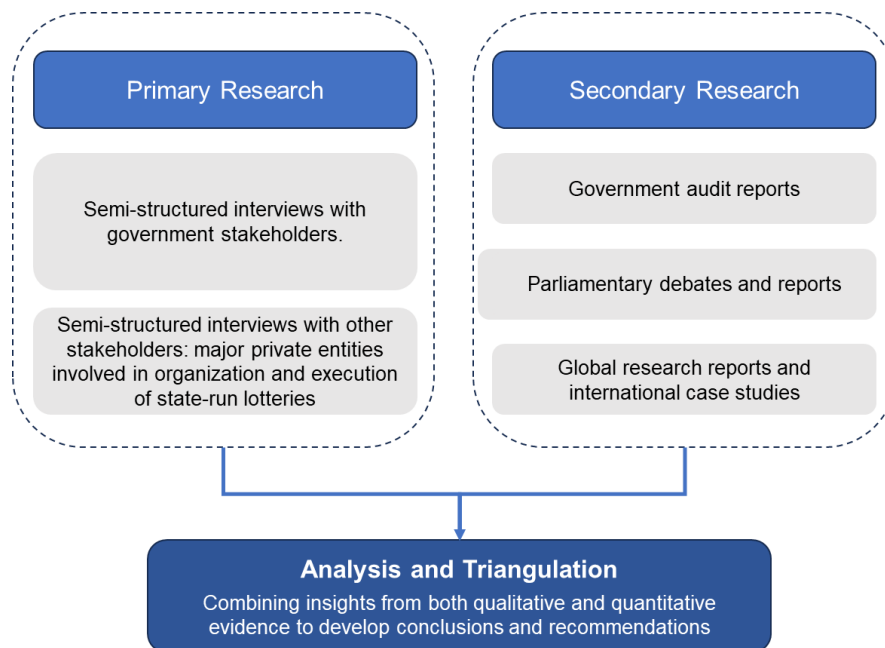 Primary Research
Semi-structured interviews with
government stakeholders.
Semi-structured interviews with other
stakeholders: major private entities
involved in organization and execution
of state-run lotteries
Secondary Research
Government audit reports
Parliamentary debates and reports
Global research reports and
international case studies
Analysis and Triangulation
Combining insights from both qualitative and quantitative
evidence to develop conclusions and recommendations